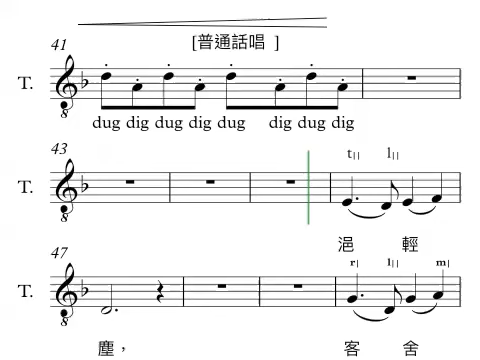 41
[普通話唱 ]
T.
dug dig dug dig dug dig dug dig
43
t|| l||
T.
浥 輕
47
r| l|| m|
T.
塵， 客 舍